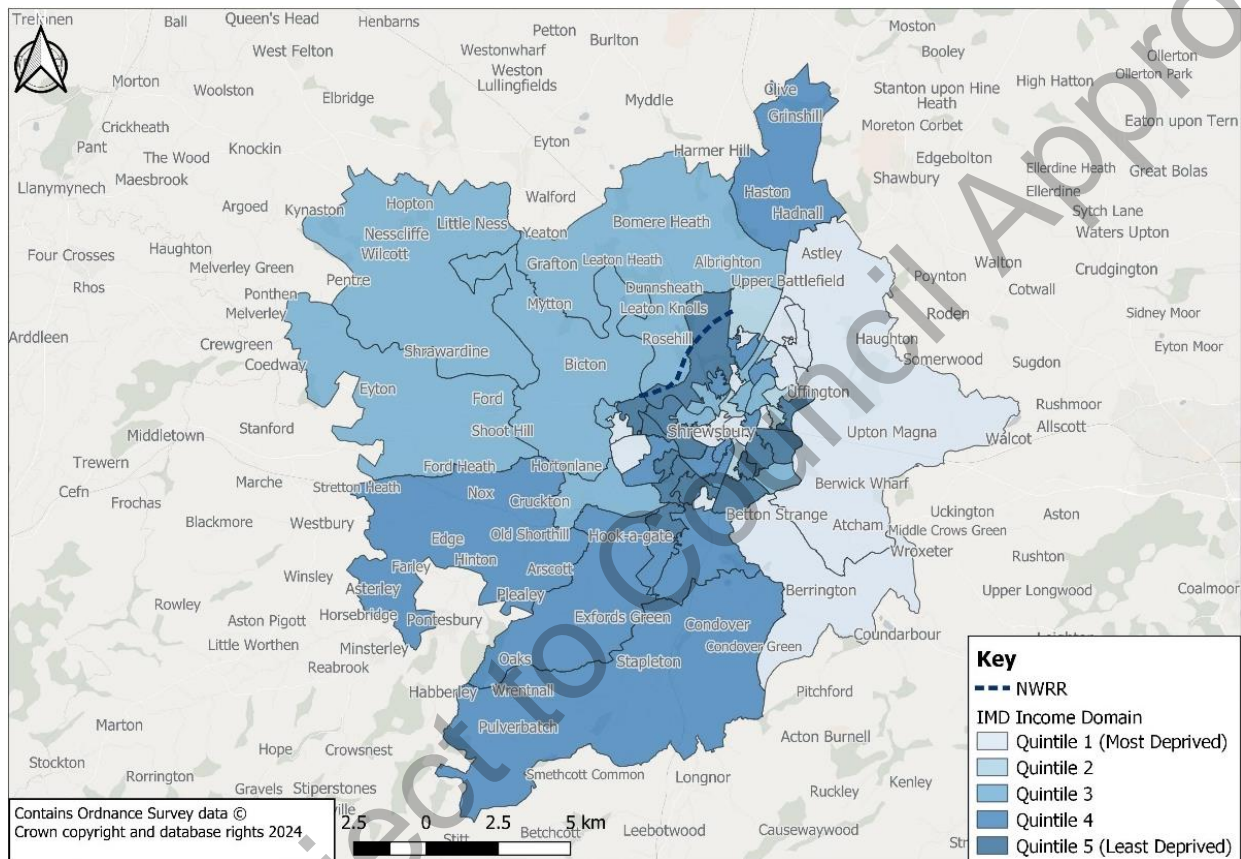 Treflnen
Ball
Queen's Head
Henbarns
Petton
Burlton
Moston
Booley
Ollerton
Ollerton Park
West Felton
Westonwharf
Weston
Lullingfields
Morton
Woolston
Elbridge
Myddle
Clive
Grinshill
Stanton upon Hine
Heath
High Hatton
Moreton Corbet
Eaton upon Tern
Crickheath
Pant
The Wood
Knockin
Eyton
Harmer Hill
Edgebolton
Maesbrook
Shawbury
Ellerdine Heath
Great Bolas
Llanymynech
Walford
Haston
Ellerdine
Argoed
Kynaston
Hopton
Little Ness
Bomere Heath
Hadnall
Sytch Lane
Waters Upton
Nesscliffe
Yeaton
Four Crosses
Haughton
Wilcott
Grafton
Leaton Heath
Albrighton
Astley
Walton
Melverley Green
Crudgington
Rhos
Pentre
Dunnsheath
Upper Battlefield
Poynton
Ponthen
Mytton
Leaton Knolls
Cotwall
Melverley
Roden
Sidney Moor
Arddleen
Crewgreen
Rosehill
Haughton
Coedway
Shrawardine
Bicton
Somerwood
Sugdon
Eyton Moor
Eyton
Ford
Uffington
Rushmoor
Middletown
Stanford
Shoot Hill
Shrewsbury
Upton Magna
Walcot
Allscott
Trewern
Ford Heath
Hortonlane
Cefn
Marche
Stretton Heath
Nox
Cruckton
Berwick Wharf
Frochas
Blackmore
Westbury
Betton Strange
Atcham
Uckington
Aston
Edge
Old Shorthill
Hook-a-gate
Middle Crows Green
Hinton
Wroxeter
Rushton
Winsley
Farley
Arscott
Rowley
Asterley
Plealey
Berrington
Upper Longwood
Coalmoor
Aston Pigott
Horsebridge
Pontesbury
Exfords Green
Condover
Little Worthen
Minsterley
Coundarbour
Reabrook
Oaks
Stapleton
Condover Green
Habberley
Wrentnall
Pitchford
Marton
Pulverbatch
Acton Burnell
Hope
Crowsnest
Stockton
Rorrington
Smethcott Common
Longnor
Kenley
Gravels
Stiperstones
Ruckley
Betchcott
Leebotwood
Causewaywood
Key
NWRR
IMD Income Domain
Quintile 1 (Most Deprived)
Quintile 2
Quintile 3
Quintile 4
Quintile 5 (Least Deprived)
Contains Ordnance Survey data ©
Crown copyright and database rights 2024
2.5 0 2.5 5 km
ject to Council Appro